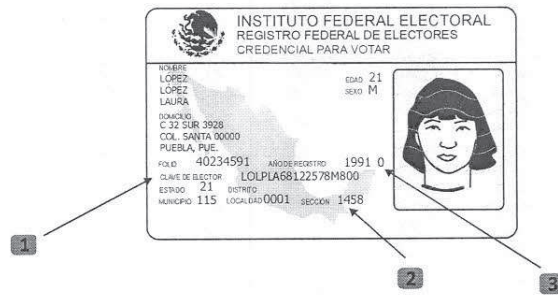 INSTITUTO FEDERAL ELECTORAL
REGISTRO FEDERAL DE ELECTORES
CREDENCIAL PARA VOTAR
NOMBRE
LÓPEZ
LÓPEZ
LAURA
EDAD 21
SEXO M
DOMICILIO
C 32 SUR 3928
COL. SANTA 00000
PUEBLA, PUE.
FOLIO 40234591 AÑO DE REGISTRO 1991 0
CLAVE DE ELECTOR LOLPLA68122578M800
ESTADO 21 DISTRITO
MUNICIPIO 115 LOCALIDAD 0001 SECCION 1458
1
2
3